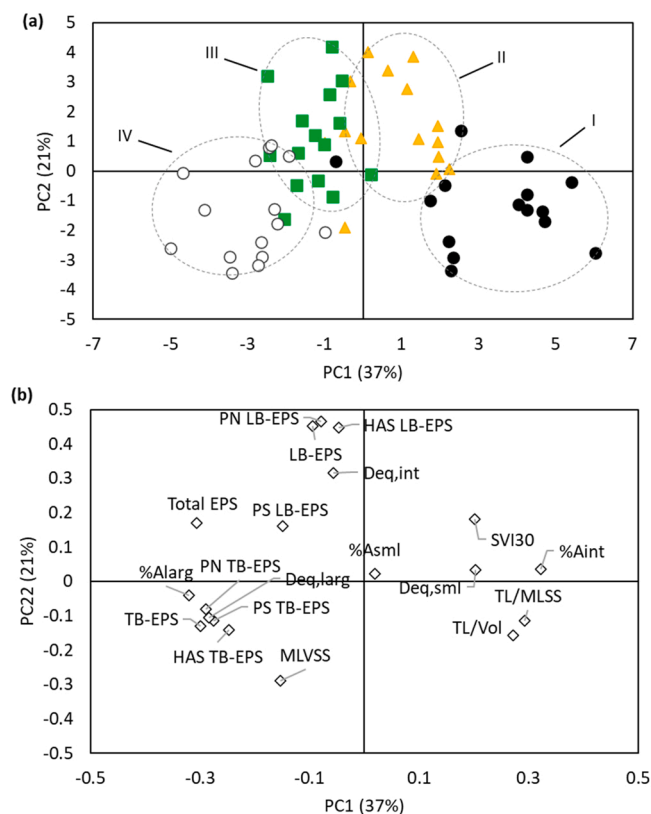 (a)
5
4
3
2
1
0
-1
-2
-3
-4
-5
PC2 (21%)
III
II
IV
I
-7 -5 -3 -1 1 3 5 7
PC1 (37%)
(b)
0.5
0.4
0.3
0.2
0.1
0
-0.1
-0.2
-0.3
-0.4
-0.5
PC22 (21%)
PN LB-EPS
HAS LB-EPS
LB-EPS
Deq,int
Total EPS PS LB-EPS
SVI30
%Asml
%Aint
%Alarg
PN TB-EPS
Deq,larg
Deq,sml
TL/MLSS
TB-EPS
PS TB-EPS
TL/Vol
HAS TB-EPS
MLVSS
-0.5 -0.3 -0.1 0.1 0.3 0.5
PC1 (37%)